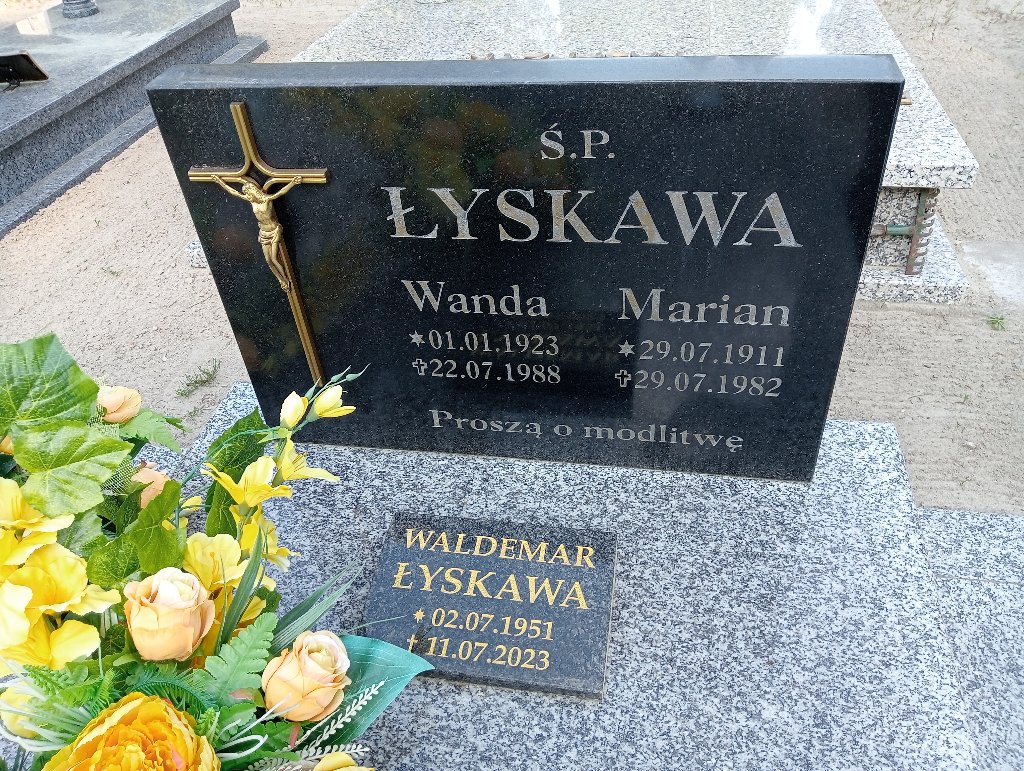 Ś.P.
ŁYSKAWA
Wanda Marian
✶01.01.1923 ✶29.07.1911
✞22.07.1988 ✞29.07.1982
Proszą o modlitwę
WALDEMAR
ŁYSKAWA
✶ 02.07.1951
† 11.07.2023